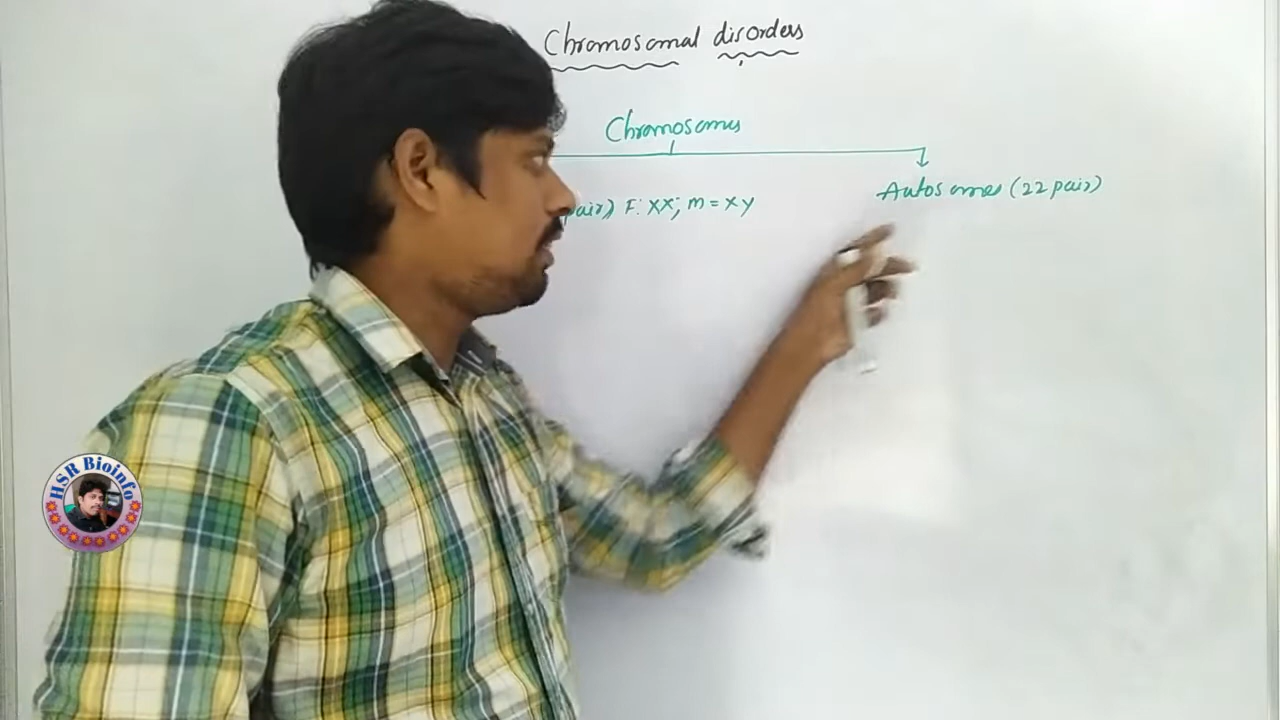 Chromosomal disorders
Chromosomes
Autosomes (22 pair)
pair) F: XX; M = XY
HSR Bioinfo